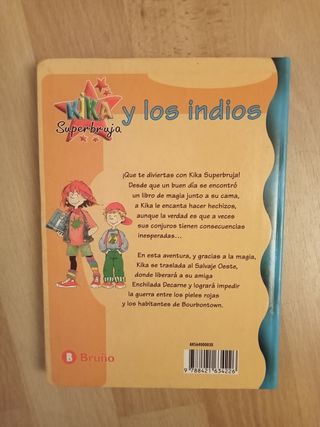 KiKA
Superbruja
y los indios
¡Que te diviertas con Kika Superbruja!
Desde que un buen día se encontró
un libro de magia junto a su cama,
a Kika le encanta hacer hechizos,
aunque la verdad es que a veces
sus conjuros tienen consecuencias
inesperadas...
En esta aventura, y gracias a la magia,
Kika se traslada al Salvaje Oeste,
donde liberará a su amiga
Enchilada Decarne y logrará impedir
la guerra entre los pieles rojas
y los habitantes de Bourbontown.
B Bruño
9 788421 634226